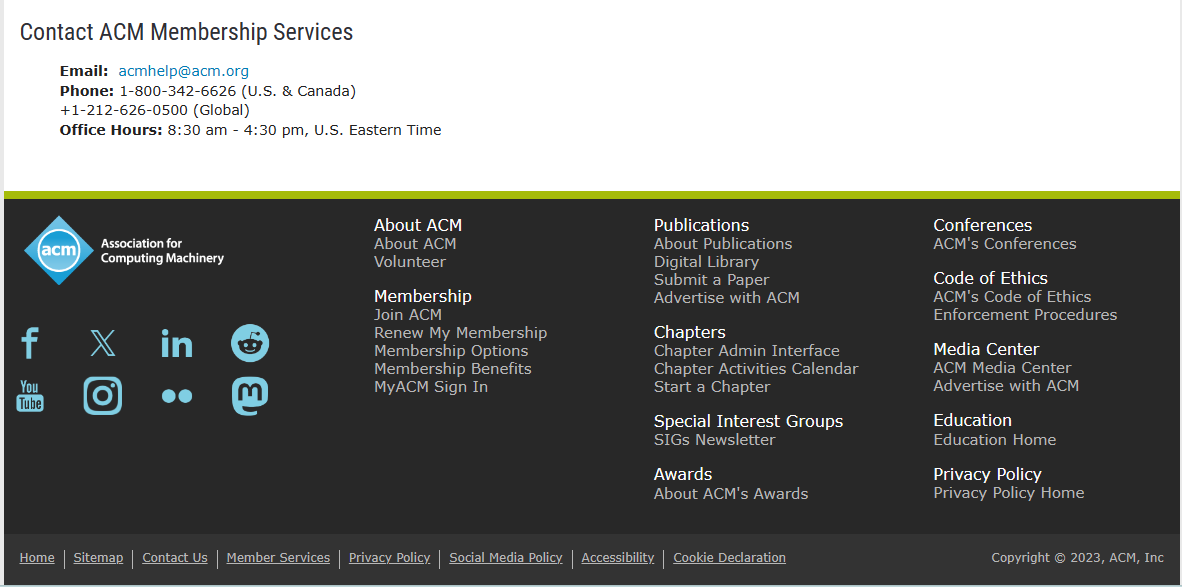 Contact ACM Membership Services
Email: acmhelp@acm.org
Phone: 1-800-342-6626 (U.S. & Canada)
+1-212-626-0500 (Global)
Office Hours: 8:30 am - 4:30 pm, U.S. Eastern Time
acm
Association for
Computing Machinery
f
X
in
You
Tube
m
About ACM
About ACM
Volunteer
Membership
Join ACM
Renew My Membership
Membership Options
Membership Benefits
MyACM Sign In
Publications
About Publications
Digital Library
Submit a Paper
Advertise with ACM
Chapters
Chapter Admin Interface
Chapter Activities Calendar
Start a Chapter
Special Interest Groups
SIGs Newsletter
Awards
About ACM's Awards
Conferences
ACM's Conferences
Code of Ethics
ACM's Code of Ethics
Enforcement Procedures
Media Center
ACM Media Center
Advertise with ACM
Education
Education Home
Privacy Policy
Privacy Policy Home
Home | Sitemap | Contact Us | Member Services | Privacy Policy | Social Media Policy | Accessibility | Cookie Declaration
Copyright © 2023, ACM, Inc